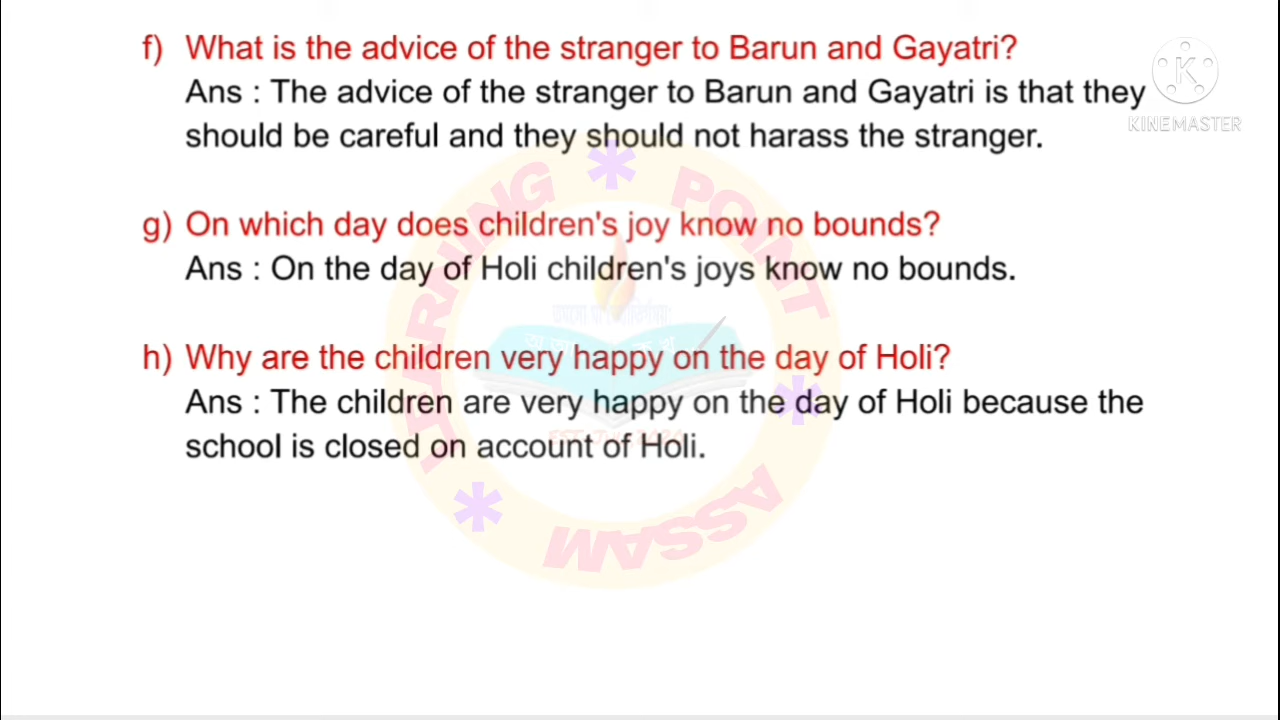 f) What is the advice of the stranger to Barun and Gayatri?
Ans : The advice of the stranger to Barun and Gayatri is that they
KINEMASTER
should be careful and they should not harass the stranger.
g) On which day does children's joy know no bounds?
Ans : On the day of Holi children's joys know no bounds.
h) Why are the children very happy on the day of Holi?
Ans : The children are very happy on the day of Holi because the
school is closed on account of Holi.
LEARNING POINT
ASSAM